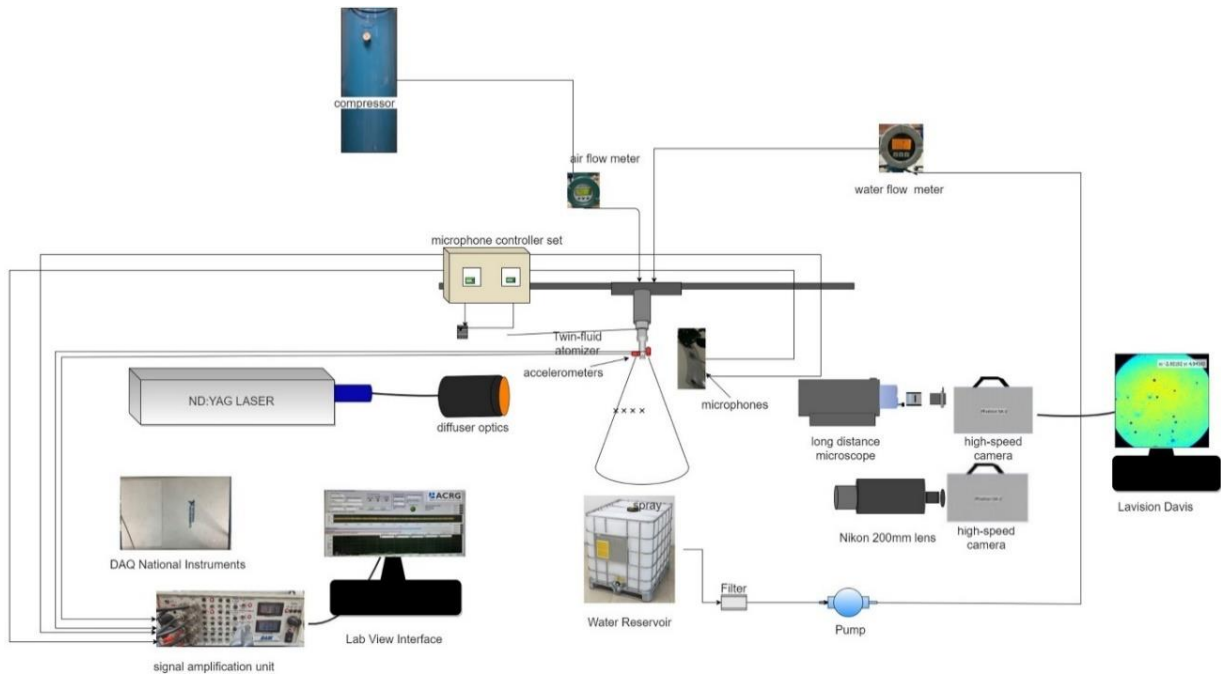 compressor
air flow meter
water flow meter
microphone controller set
Twin-fluid
atomizer
accelerometers
microphones
ND:YAG LASER
diffuser optics
long distance
microscope
high-speed
camera
Nikon 200mm lens
high-speed
camera
Lavision Davis
ACRG
spray
DAQ National Instruments
Lab View Interface
Water Reservoir
Filter
Pump
signal amplification unit